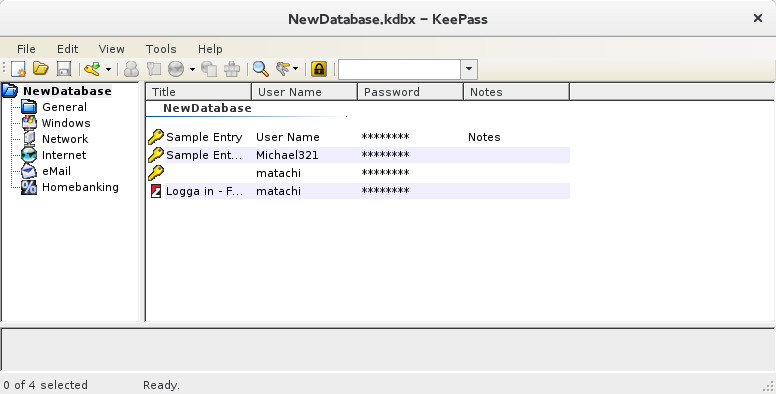 NewDatabase.kdbx – KeePass
File Edit View Tools Help
NewDatabase
General
Windows
Network
Internet
eMail
Homebanking
Title User Name Password Notes
NewDatabase
Sample Entry User Name ******** Notes
Sample Ent... Michael321 ********
matachi ********
Logga in - F... matachi ********
0 of 4 selected Ready.